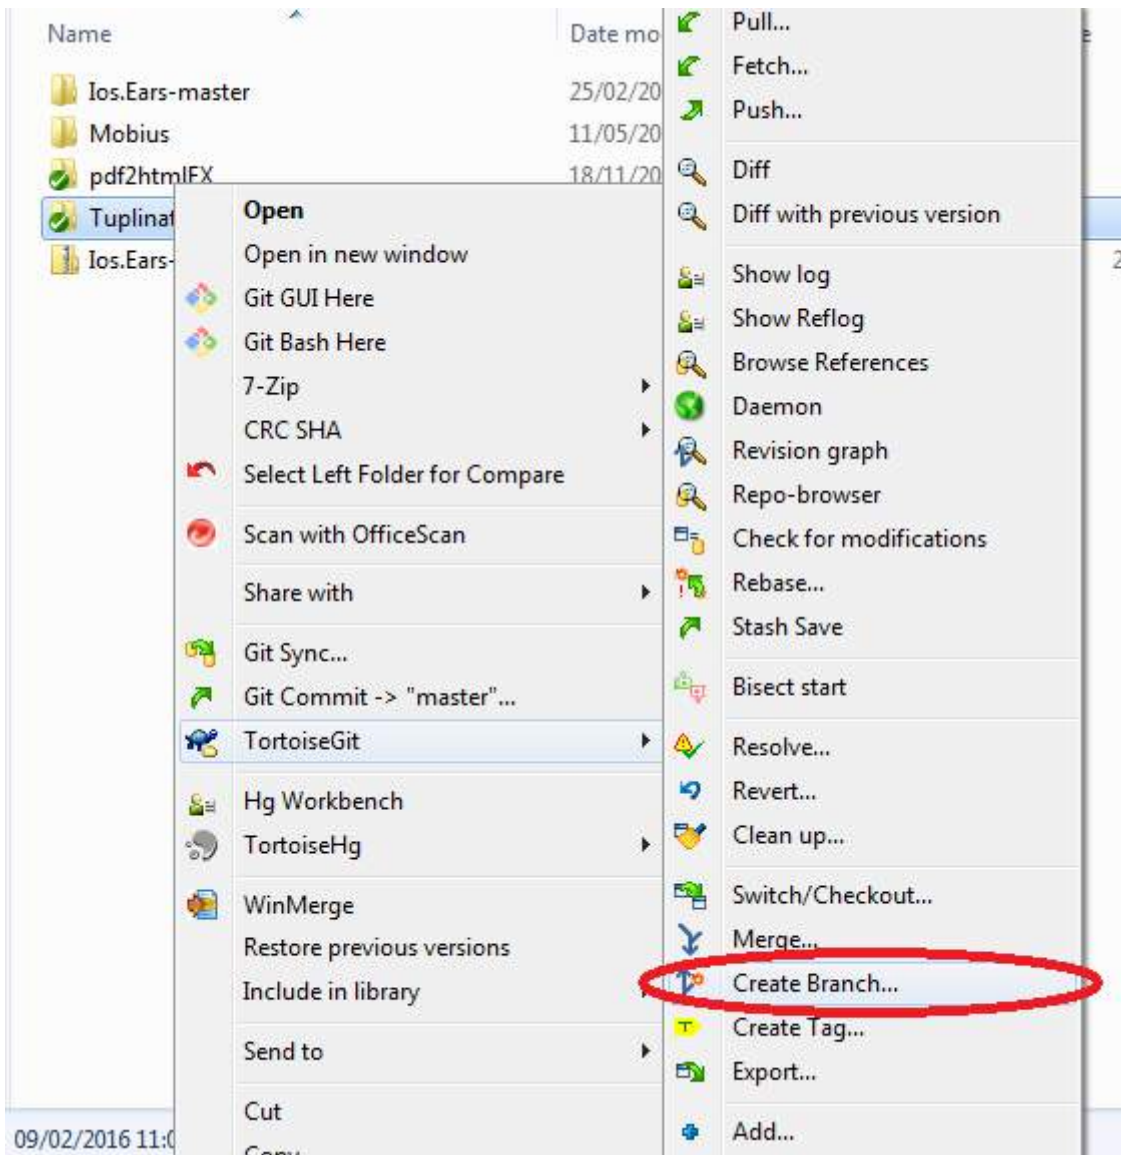 Name
Date mo
Ios.Ears-master
25/02/20
Mobius
11/05/20
pdf2htmlEX
18/11/20
Tuplinat
Ios.Ears-
2
09/02/2016 11:0
Open
Open in new window
Git GUI Here
Git Bash Here
7-Zip
CRC SHA
Select Left Folder for Compare
Scan with OfficeScan
Share with
Git Sync...
Git Commit -> "master"...
TortoiseGit
Hg Workbench
TortoiseHg
WinMerge
Restore previous versions
Include in library
Send to
Cut
Copy
Pull...
Fetch...
Push...
Diff
Diff with previous version
Show log
Show Reflog
Browse References
Daemon
Revision graph
Repo-browser
Check for modifications
Rebase...
Stash Save
Bisect start
Resolve...
Revert...
Clean up...
Switch/Checkout...
Merge...
Create Branch...
Create Tag...
Export...
Add...